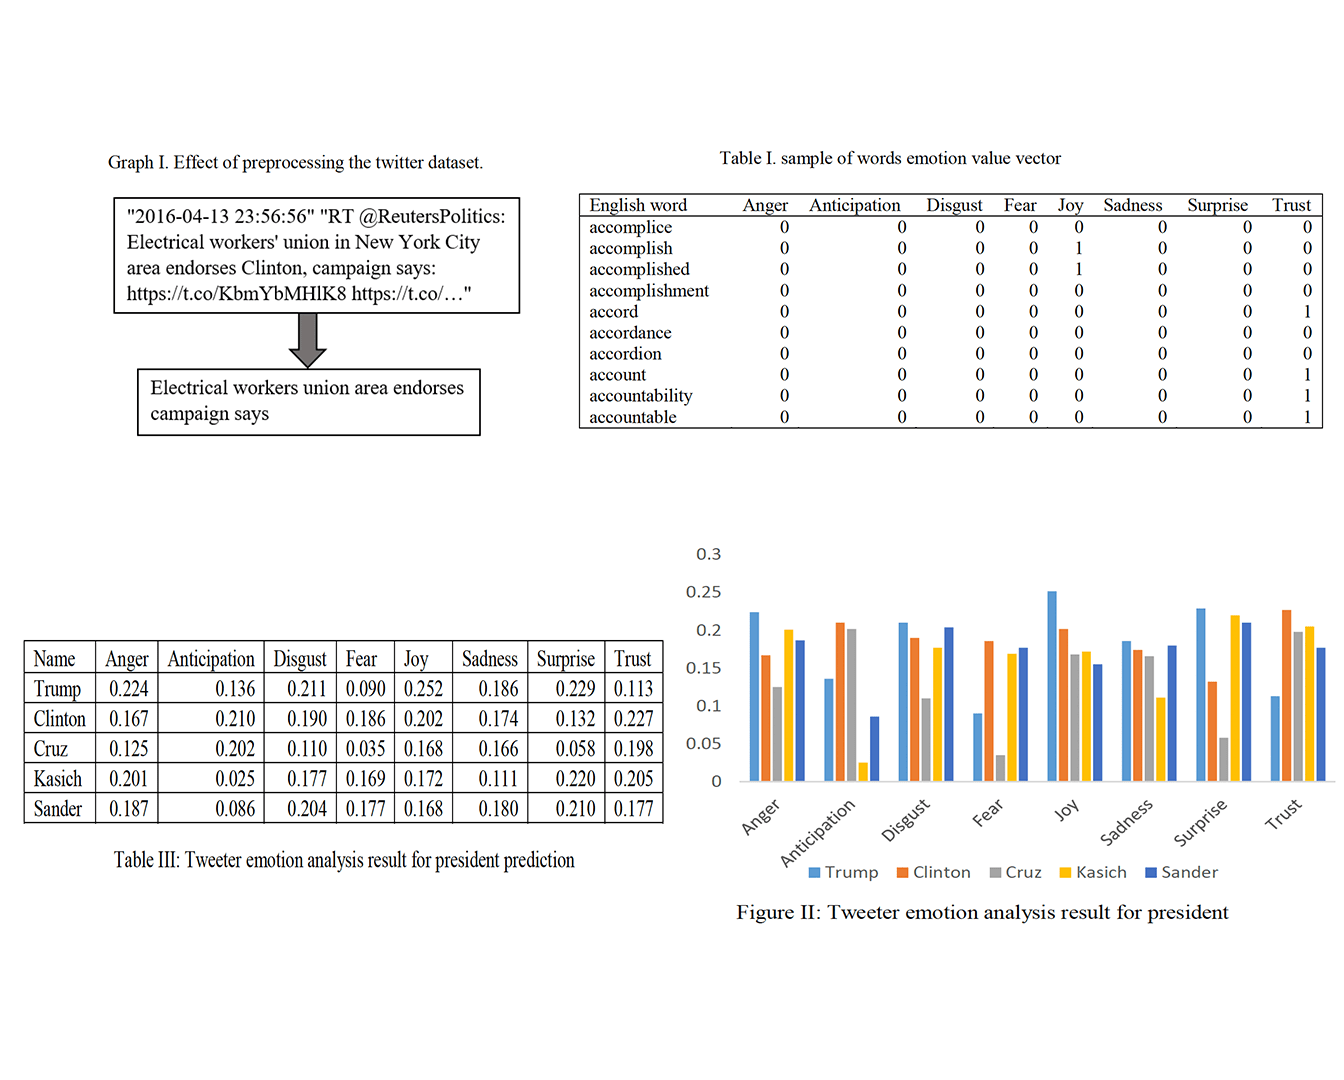 Graph I. Effect of preprocessing the twitter dataset.
"2016-04-13 23:56:56" "RT @ReutersPolitics:
Electrical workers' union in New York City
area endorses Clinton, campaign says:
https://t.co/KbmYbMHlK8 https://t.co/…"
Electrical workers union area endorses
campaign says
Table I. sample of words emotion value vector
English word Anger Anticipation Disgust Fear Joy Sadness Surprise Trust
accomplice 0 0 0 0 0 0 0 0
accomplish 0 0 0 0 1 0 0 0
accomplished 0 0 0 0 1 0 0 0
accomplishment 0 0 0 0 0 0 0 0
accord 0 0 0 0 0 0 0 1
accordance 0 0 0 0 0 0 0 0
accordion 0 0 0 0 0 0 0 0
account 0 0 0 0 0 0 0 1
accountability 0 0 0 0 0 0 0 1
accountable 0 0 0 0 0 0 0 1
Name Anger Anticipation Disgust Fear Joy Sadness Surprise Trust
Trump 0.224 0.136 0.211 0.090 0.252 0.186 0.229 0.113
Clinton 0.167 0.210 0.190 0.186 0.202 0.174 0.132 0.227
Cruz 0.125 0.202 0.110 0.035 0.168 0.166 0.058 0.198
Kasich 0.201 0.025 0.177 0.169 0.172 0.111 0.220 0.205
Sander 0.187 0.086 0.204 0.177 0.168 0.180 0.210 0.177
Table III: Tweeter emotion analysis result for president prediction
0.3
0.25
0.2
0.15
0.1
0.05
0
Anger Anticipation Disgust Fear Joy Sadness Surprise Trust
Trump Clinton Cruz Kasich Sander
Figure II: Tweeter emotion analysis result for president